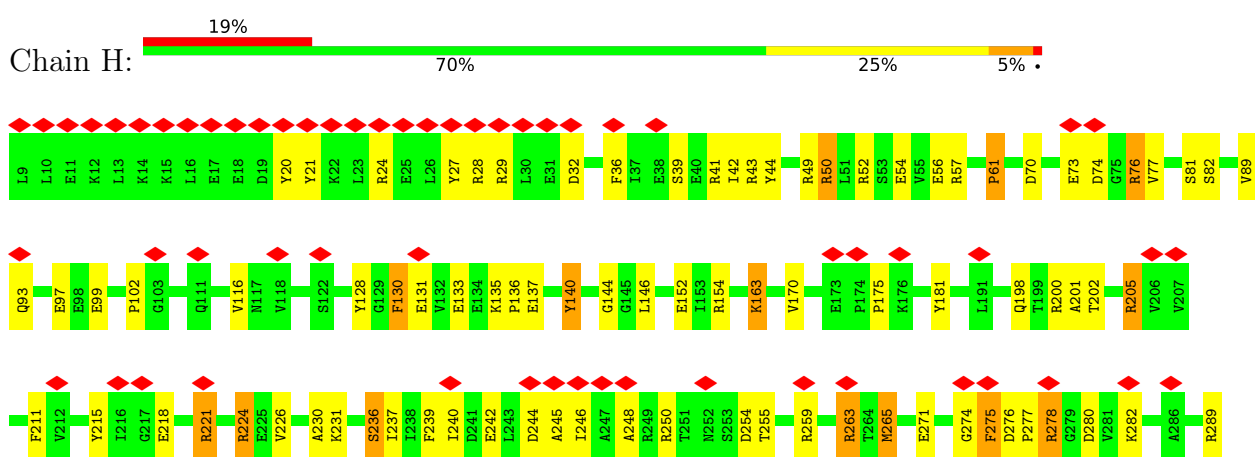 19%
Chain H:
70% 25% 5% •
L9 L10 E11 K12 L13 K14 K15 L16 E17 E18 D19 Y20 Y21 K22 L23 R24 E25 L26 Y27 R28 R29 L30 E31 D32 F36 I37 E38 S39 E40 R41 I42 R43 Y44 R49 R50 L51 R52 S53 E54 V55 E56 R57 P61 D70 E73 D74 G75 R76 V77 S81 S82 V89
Q93 E97 E98 E99 P102 G103 Q111 V116 N117 V118 S122 Y128 G129 F130 E131 V132 E133 E134 K135 P136 E137 Y140 G144 G145 L146 E152 I153 R154 K163 V170 E173 P174 P175 K176 Y181 L191 Q198 T199 R200 A201 T202 R205 V206 V207
F211 V212 Y215 I216 G217 E218 R221 R224 E225 V226 A230 K231 S236 I237 I238 F239 I240 D241 E242 L243 D244 A245 I246 A247 A248 R249 R250 T251 N252 S253 D254 T255 R259 R263 T264 M265 E271 G274 F275 D276 P277 R278 G279 D280 V281 K282 A286 R289